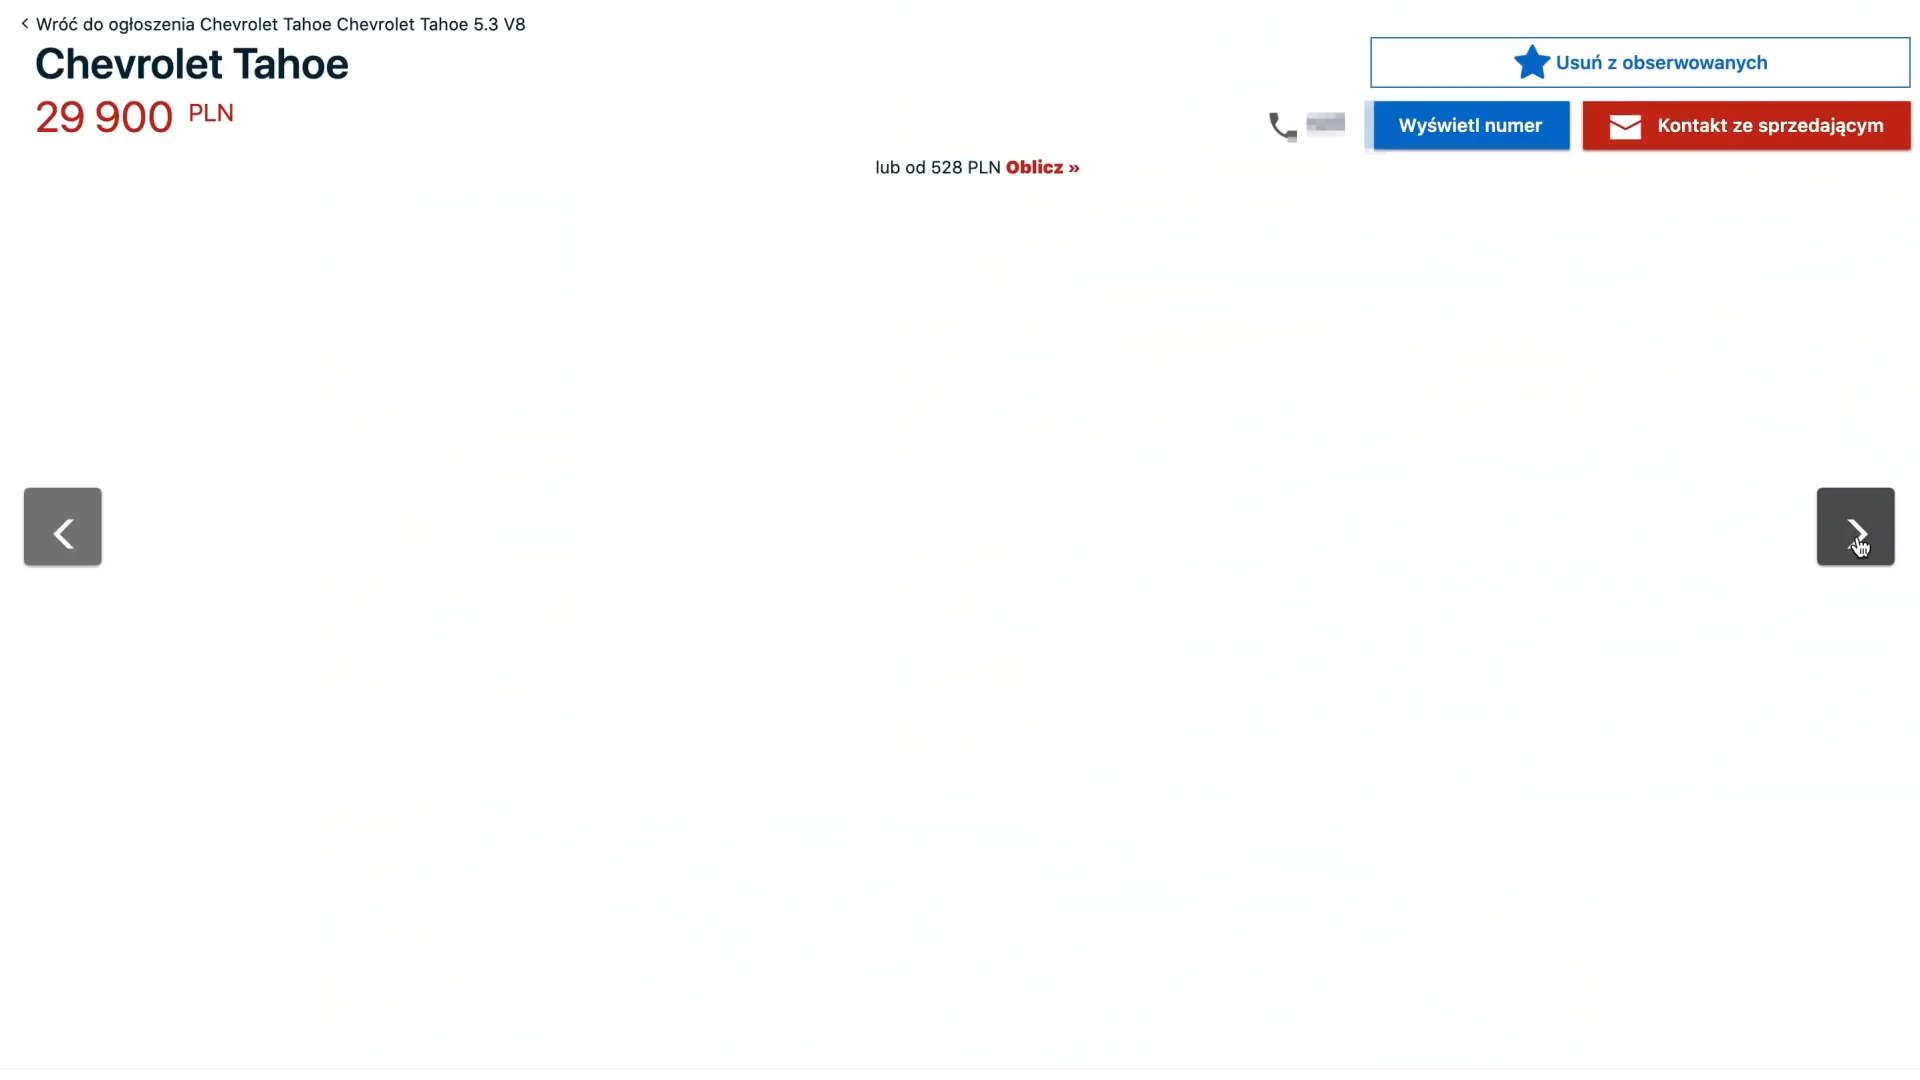 Wróć do ogłoszenia Chevrolet Tahoe Chevrolet Tahoe 5.3 V8
Chevrolet Tahoe
Usuń z obserwowanych
29 900 PLN
Wyświetl numer
Kontakt ze sprzedającym
lub od 528 PLN Oblicz »